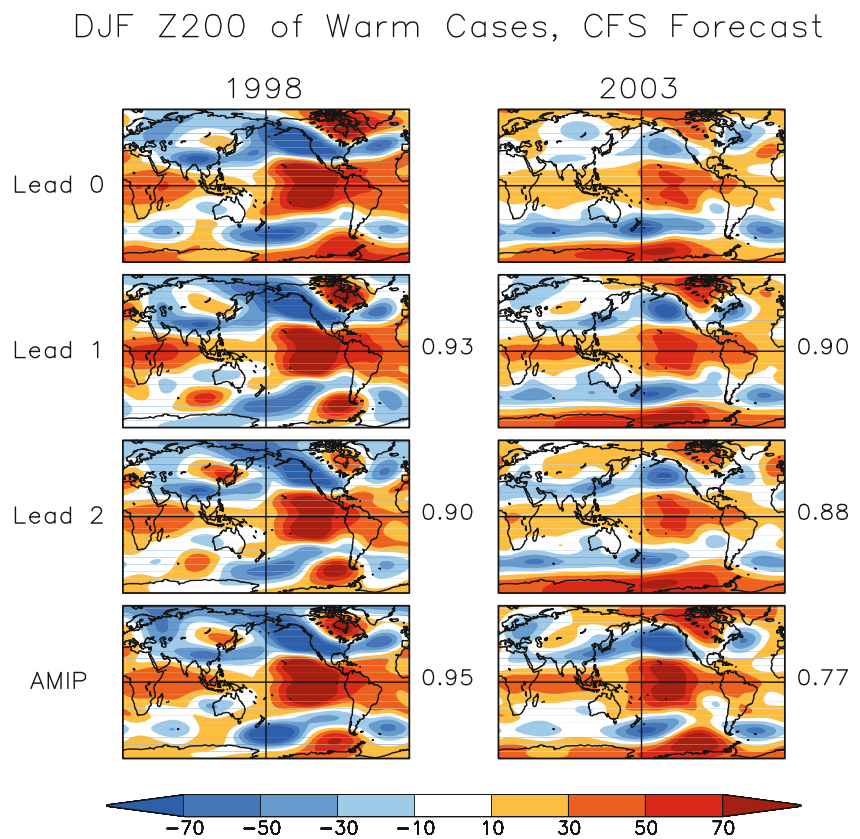 DJF Z200 of Warm Cases, CFS Forecast
1998 2003
Lead 0
Lead 1 0.93 0.90
Lead 2 0.90 0.88
AMIP 0.95 0.77
-70 -50 -30 -10 10 30 50 70